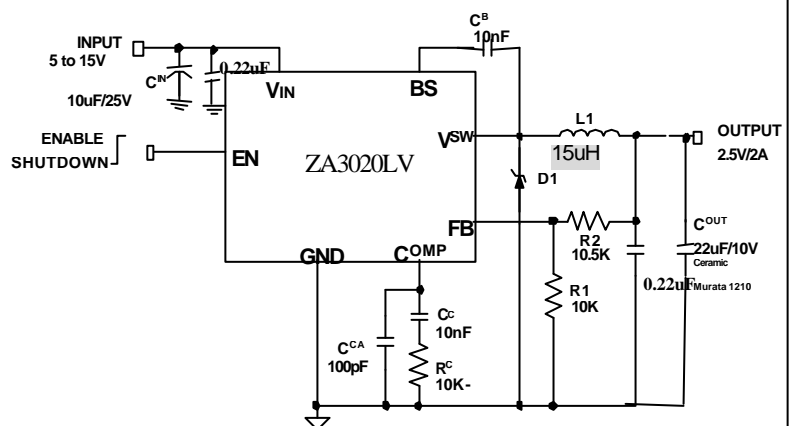 CB
10nF
INPUT
5 to 15V
CIN
0.22uF
10uF/25V
VIN
BS
L1
ENABLE
SHUTDOWN
EN
ZA3020LV
VSW
15uH
OUTPUT
2.5V/2A
D1
FB
R2
10.5K
COUT
22uF/10V
Ceramic
Murata 1210
0.22uF
GND
COMP
R1
10K
CC
10nF
CCA
100pF
RC
10K-